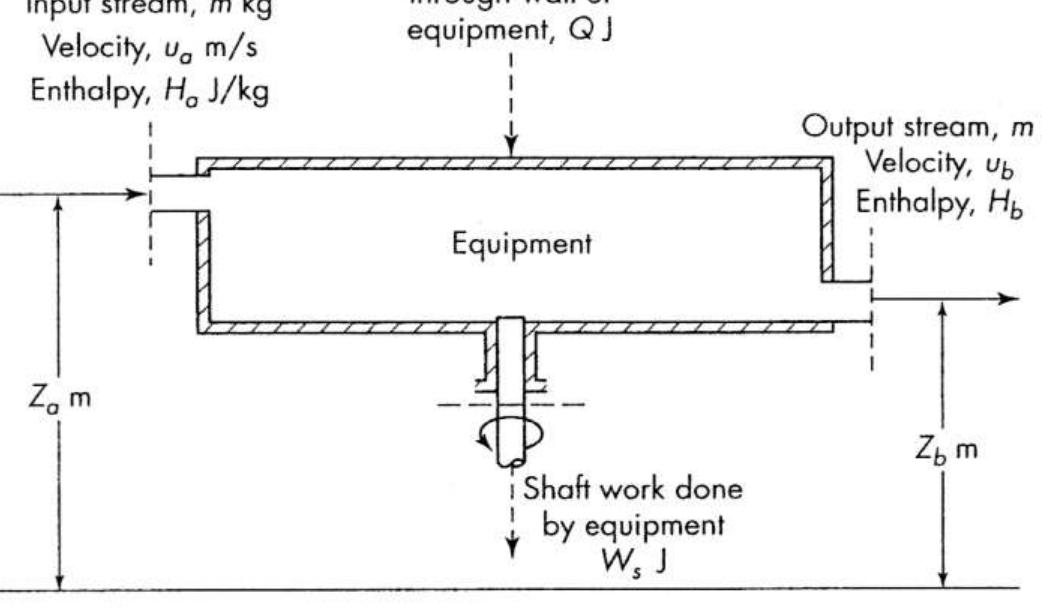 Input stream, m kg
Velocity, u_a m/s
Enthalpy, H_a J/kg
through wall of
equipment, Q J
Output stream, m
Velocity, u_b
Enthalpy, H_b
Equipment
Z_a m
Z_b m
Shaft work done
by equipment
W_s J